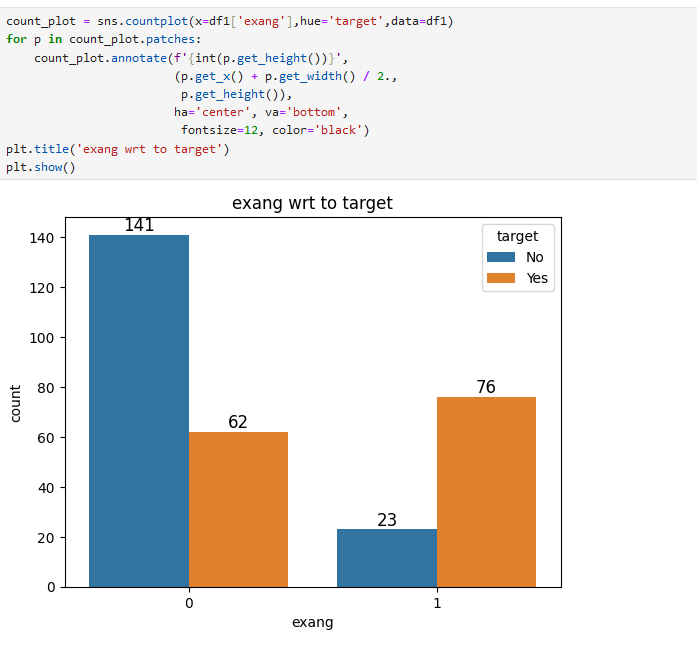 count_plot = sns.countplot(x=df1['exang'],hue='target',data=df1)
for p in count_plot.patches:
    count_plot.annotate(f'{int(p.get_height())}',
                       (p.get_x() + p.get_width() / 2.,
                        p.get_height()),
                       ha='center', va='bottom',
                        fontsize=12, color='black')
plt.title('exang wrt to target')
plt.show()
exang wrt to target
141
62
23
76
target
No
Yes
140
120
100
80
60
40
20
0
count
0 1
exang